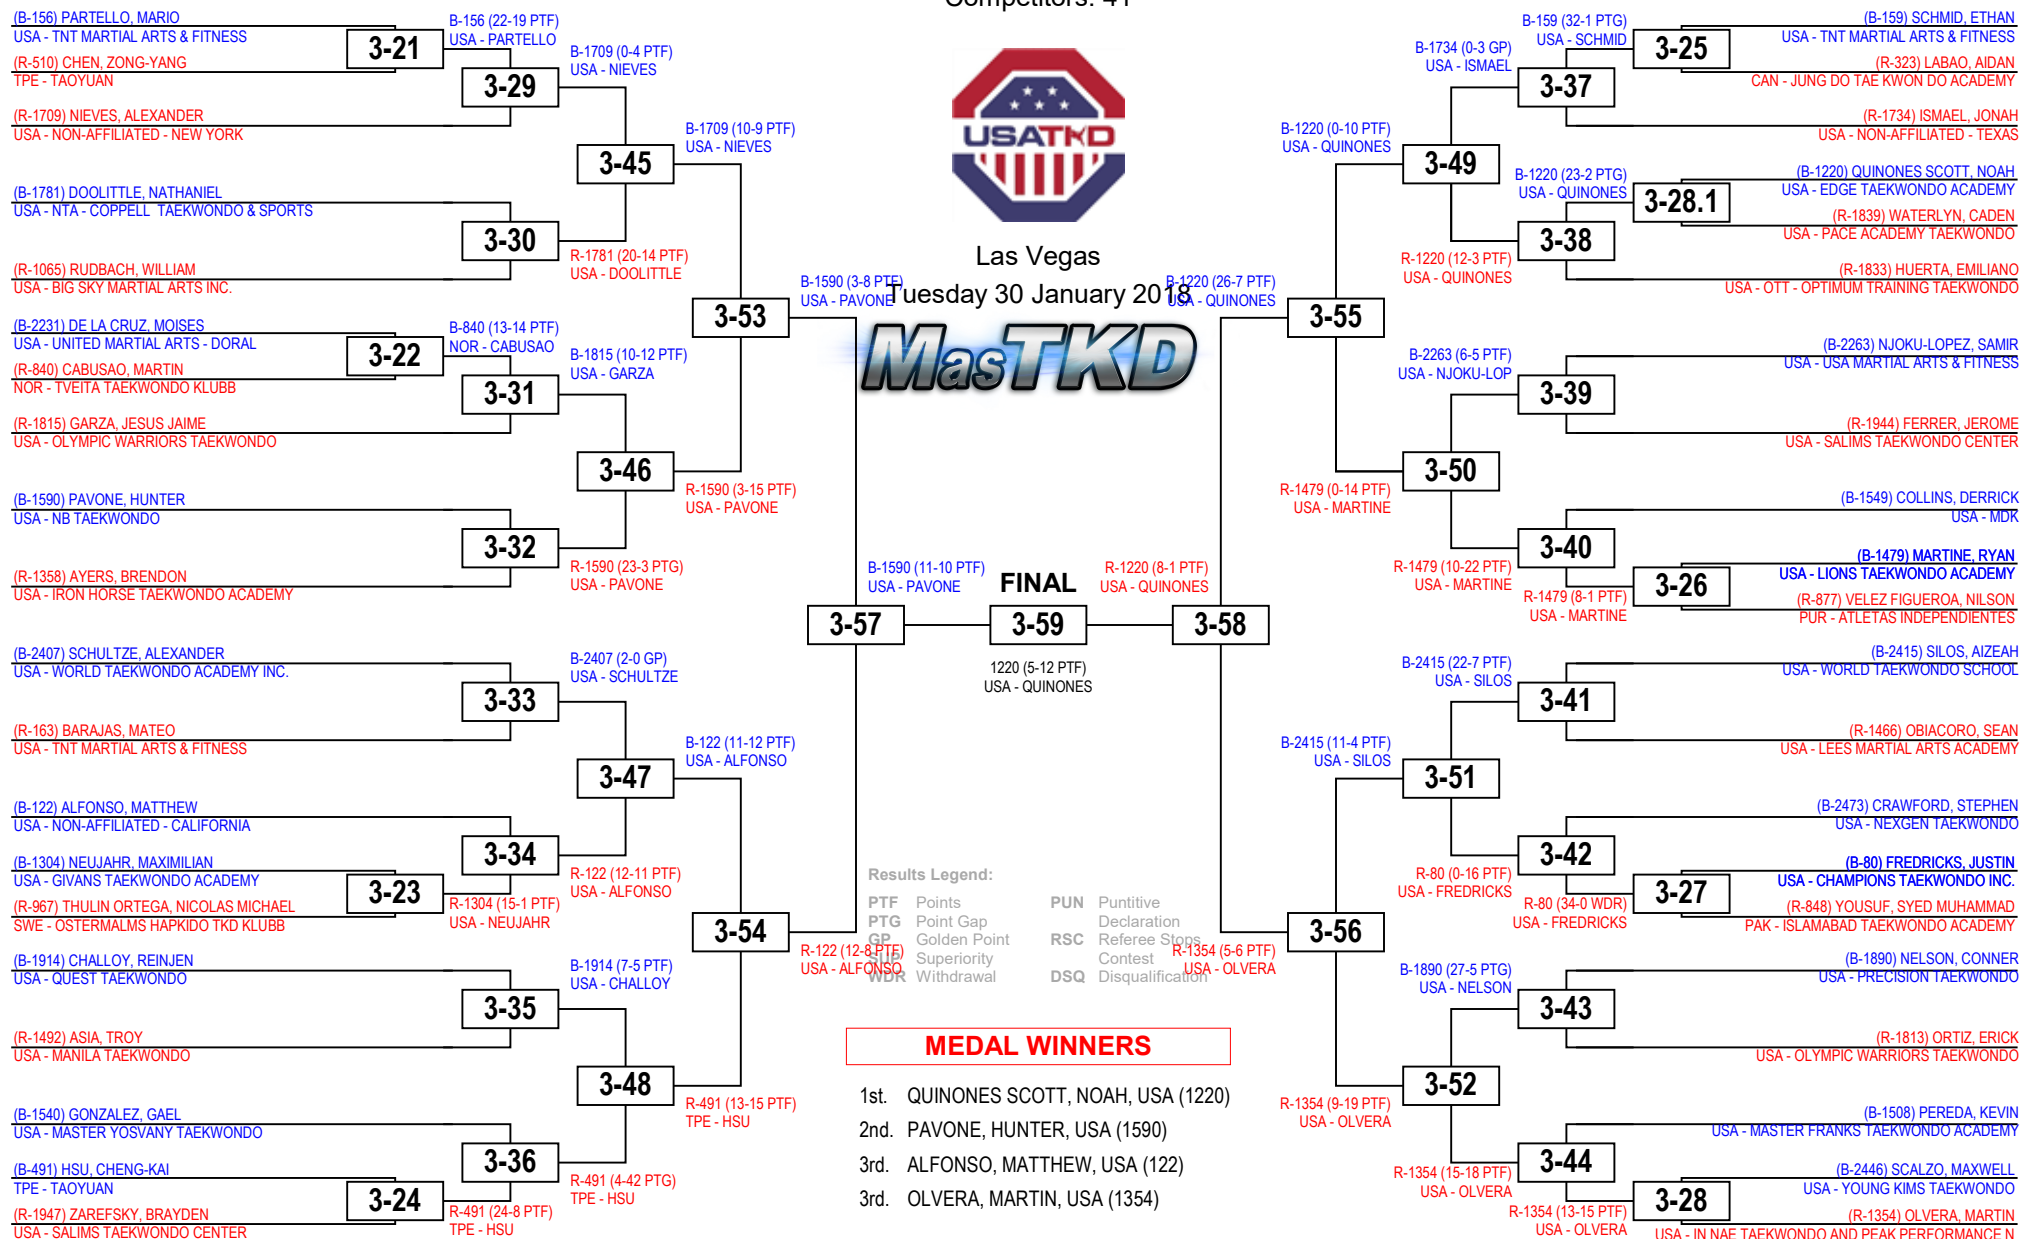 Competitors: 41
(B-156) PARTELLO, MARIO
USA - TNT MARTIAL ARTS & FITNESS
(R-510) CHEN, ZONG-YANG
TPE - TAOYUAN
3-21
B-156 (22-19 PTF)
USA - PARTELLO
3-29
(R-1709) NIEVES, ALEXANDER
USA - NON-AFFILIATED - NEW YORK
B-1709 (0-4 PTF)
USA - NIEVES
3-45
B-1709 (10-9 PTF)
USA - NIEVES
(B-1781) DOOLITTLE, NATHANIEL
USA - NTA - COPPELL TAEKWONDO & SPORTS
3-30
(R-1065) RUDBACH, WILLIAM
USA - BIG SKY MARTIAL ARTS INC.
R-1781 (20-14 PTF)
USA - DOOLITTLE
3-53
B-1590 (3-8 PTF)
USA - PAVONE
(B-2231) DE LA CRUZ, MOISES
USA - UNITED MARTIAL ARTS - DORAL
3-22
(R-840) CABUSAO, MARTIN
NOR - TVEITA TAEKWONDO KLUBB
B-840 (13-14 PTF)
NOR - CABUSAO
3-31
(R-1815) GARZA, JESUS JAIME
USA - OLYMPIC WARRIORS TAEKWONDO
B-1815 (10-12 PTF)
USA - GARZA
3-46
R-1590 (3-15 PTF)
USA - PAVONE
(B-1590) PAVONE, HUNTER
USA - NB TAEKWONDO
3-32
(R-1358) AYERS, BRENDON
USA - IRON HORSE TAEKWONDO ACADEMY
R-1590 (23-3 PTG)
USA - PAVONE
3-57
B-1590 (11-10 PTF)
USA - PAVONE
(B-2407) SCHULTZE, ALEXANDER
USA - WORLD TAEKWONDO ACADEMY INC.
3-33
(R-163) BARAJAS, MATEO
USA - TNT MARTIAL ARTS & FITNESS
B-2407 (2-0 GP)
USA - SCHULTZE
3-47
B-122 (11-12 PTF)
USA - ALFONSO
(B-122) ALFONSO, MATTHEW
USA - NON-AFFILIATED - CALIFORNIA
3-34
(B-1304) NEUJAHR, MAXIMILIAN
USA - GIVANS TAEKWONDO ACADEMY
3-23
(R-967) THULIN ORTEGA, NICOLAS MICHAEL
SWE - OSTERMALMS HAPKIDO TKD KLUBB
R-1304 (15-1 PTF)
USA - NEUJAHR
R-122 (12-11 PTF)
USA - ALFONSO
3-54
R-122 (12-8 PTF)
USA - ALFONSO
(B-1914) CHALLOY, REINJEN
USA - QUEST TAEKWONDO
3-35
(R-1492) ASIA, TROY
USA - MANILA TAEKWONDO
B-1914 (7-5 PTF)
USA - CHALLOY
3-48
R-491 (13-15 PTF)
TPE - HSU
(B-1540) GONZALEZ, GAEL
USA - MASTER YOSVANY TAEKWONDO
3-36
(B-491) HSU, CHENG-KAI
TPE - TAOYUAN
3-24
(R-1947) ZAREFSKY, BRAYDEN
USA - SALIMS TAEKWONDO CENTER
R-491 (24-8 PTF)
TPE - HSU
R-491 (4-42 PTG)
TPE - HSU
USATKD
Las Vegas
Tuesday 30 January 2018
MasTKD
FINAL
3-59
1220 (5-12 PTF)
USA - QUINONES
Results Legend:
PTF Points
PTG Point Gap
GP Golden Point
SUP Superiority
WDR Withdrawal
PUN Puntitive
Declaration
RSC Referee Stops
Contest
DSQ Disqualification
MEDAL WINNERS
1st. QUINONES SCOTT, NOAH, USA (1220)
2nd. PAVONE, HUNTER, USA (1590)
3rd. ALFONSO, MATTHEW, USA (122)
3rd. OLVERA, MARTIN, USA (1354)
(B-159) SCHMID, ETHAN
USA - TNT MARTIAL ARTS & FITNESS
3-25
(R-323) LABAO, AIDAN
CAN - JUNG DO TAE KWON DO ACADEMY
B-159 (32-1 PTG)
USA - SCHMID
3-37
(R-1734) ISMAEL, JONAH
USA - NON-AFFILIATED - TEXAS
B-1734 (0-3 GP)
USA - ISMAEL
3-49
B-1220 (0-10 PTF)
USA - QUINONES
(B-1220) QUINONES SCOTT, NOAH
USA - EDGE TAEKWONDO ACADEMY
3-28.1
(R-1839) WATERLYN, CADEN
USA - PACE ACADEMY TAEKWONDO
B-1220 (23-2 PTG)
USA - QUINONES
3-38
(R-1833) HUERTA, EMILIANO
USA - OTT - OPTIMUM TRAINING TAEKWONDO
R-1220 (12-3 PTF)
USA - QUINONES
3-55
B-1220 (26-7 PTF)
USA - QUINONES
(B-2263) NJOKU-LOPEZ, SAMIR
USA - USA MARTIAL ARTS & FITNESS
3-39
(R-1944) FERRER, JEROME
USA - SALIMS TAEKWONDO CENTER
B-2263 (6-5 PTF)
USA - NJOKU-LOP
3-50
R-1479 (0-14 PTF)
USA - MARTINE
(B-1549) COLLINS, DERRICK
USA - MDK
3-40
(B-1479) MARTINE, RYAN
USA - LIONS TAEKWONDO ACADEMY
3-26
(R-877) VELEZ FIGUEROA, NILSON
PUR - ATLETAS INDEPENDIENTES
R-1479 (8-1 PTF)
USA - MARTINE
R-1479 (10-22 PTF)
USA - MARTINE
3-58
R-1220 (8-1 PTF)
USA - QUINONES
(B-2415) SILOS, AIZEAH
USA - WORLD TAEKWONDO SCHOOL
3-41
(R-1466) OBIACORO, SEAN
USA - LEES MARTIAL ARTS ACADEMY
B-2415 (22-7 PTF)
USA - SILOS
3-51
B-2415 (11-4 PTF)
USA - SILOS
(B-2473) CRAWFORD, STEPHEN
USA - NEXGEN TAEKWONDO
3-42
(B-80) FREDRICKS, JUSTIN
USA - CHAMPIONS TAEKWONDO INC.
3-27
(R-848) YOUSUF, SYED MUHAMMAD
PAK - ISLAMABAD TAEKWONDO ACADEMY
R-80 (34-0 WDR)
USA - FREDRICKS
R-80 (0-16 PTF)
USA - FREDRICKS
3-56
R-1354 (5-6 PTF)
USA - OLVERA
(B-1890) NELSON, CONNER
USA - PRECISION TAEKWONDO
3-43
(R-1813) ORTIZ, ERICK
USA - OLYMPIC WARRIORS TAEKWONDO
B-1890 (27-5 PTG)
USA - NELSON
3-52
R-1354 (9-19 PTF)
USA - OLVERA
(B-1508) PEREDA, KEVIN
USA - MASTER FRANKS TAEKWONDO ACADEMY
3-44
(B-2446) SCALZO, MAXWELL
USA - YOUNG KIMS TAEKWONDO
3-28
(R-1354) OLVERA, MARTIN
USA - IN NAE TAEKWONDO AND PEAK PERFORMANCE N
R-1354 (13-15 PTF)
USA - OLVERA
R-1354 (15-18 PTF)
USA - OLVERA